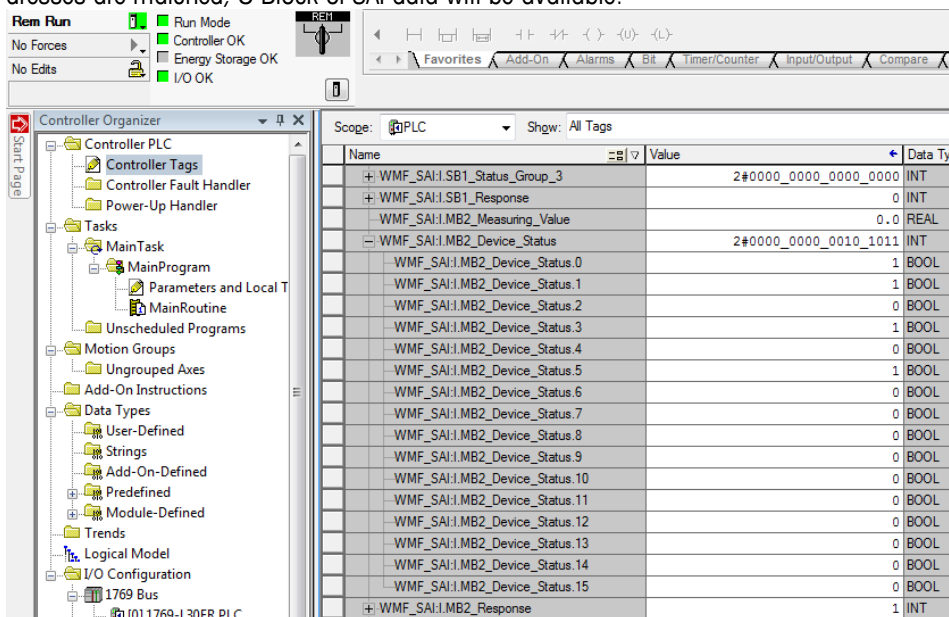 Rem Run
Run Mode
REM
No Forces
Controller OK
Energy Storage OK
No Edits
I/O OK
Favorites Add-On Alarms Bit Timer/Counter Input/Output Compare
Start Page
Controller Organizer
Controller PLC
Controller Tags
Controller Fault Handler
Power-Up Handler
Tasks
MainTask
MainProgram
Parameters and Local T
MainRoutine
Unscheduled Programs
Motion Groups
Ungrouped Axes
Add-On Instructions
Data Types
User-Defined
Strings
Add-On-Defined
Predefined
Module-Defined
Trends
Logical Model
I/O Configuration
1769 Bus
[0] 1769-L30ER PLC
Scope: PLC Show: All Tags
Name Value Data Ty
WMF_SAI:I.SB1_Status_Group_3 2#0000_0000_0000_0000 INT
WMF_SAI:I.SB1_Response 0 INT
WMF_SAI:I.MB2_Measuring_Value 0.0 REAL
WMF_SAI:I.MB2_Device_Status 2#0000_0000_0010_1011 INT
WMF_SAI:I.MB2_Device_Status.0 1 BOOL
WMF_SAI:I.MB2_Device_Status.1 1 BOOL
WMF_SAI:I.MB2_Device_Status.2 0 BOOL
WMF_SAI:I.MB2_Device_Status.3 1 BOOL
WMF_SAI:I.MB2_Device_Status.4 0 BOOL
WMF_SAI:I.MB2_Device_Status.5 1 BOOL
WMF_SAI:I.MB2_Device_Status.6 0 BOOL
WMF_SAI:I.MB2_Device_Status.7 0 BOOL
WMF_SAI:I.MB2_Device_Status.8 0 BOOL
WMF_SAI:I.MB2_Device_Status.9 0 BOOL
WMF_SAI:I.MB2_Device_Status.10 0 BOOL
WMF_SAI:I.MB2_Device_Status.11 0 BOOL
WMF_SAI:I.MB2_Device_Status.12 0 BOOL
WMF_SAI:I.MB2_Device_Status.13 0 BOOL
WMF_SAI:I.MB2_Device_Status.14 0 BOOL
WMF_SAI:I.MB2_Device_Status.15 0 BOOL
WMF_SAI:I.MB2_Response 1 INT